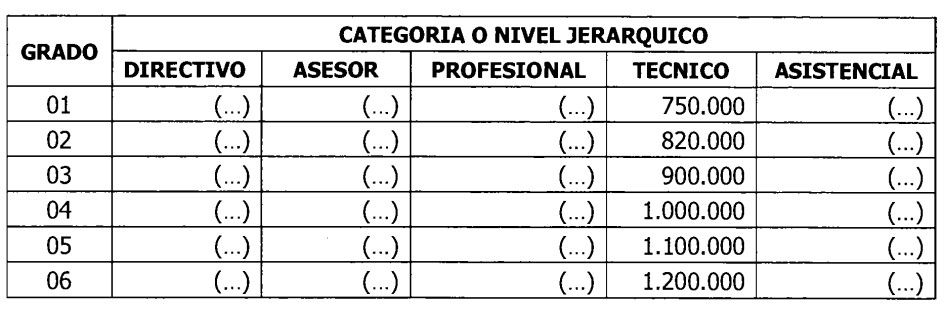 GRADO CATEGORIA O NIVEL JERARQUICO
DIRECTIVO ASESOR PROFESIONAL TECNICO ASISTENCIAL
01 (...) (...) (...) 750.000 (...)
02 (...) (...) (...) 820.000 (...)
03 (...) (...) (...) 900.000 (...)
04 (...) (...) (...) 1.000.000 (...)
05 (...) (...) (...) 1.100.000 (...)
06 (...) (...) (...) 1.200.000 (...)